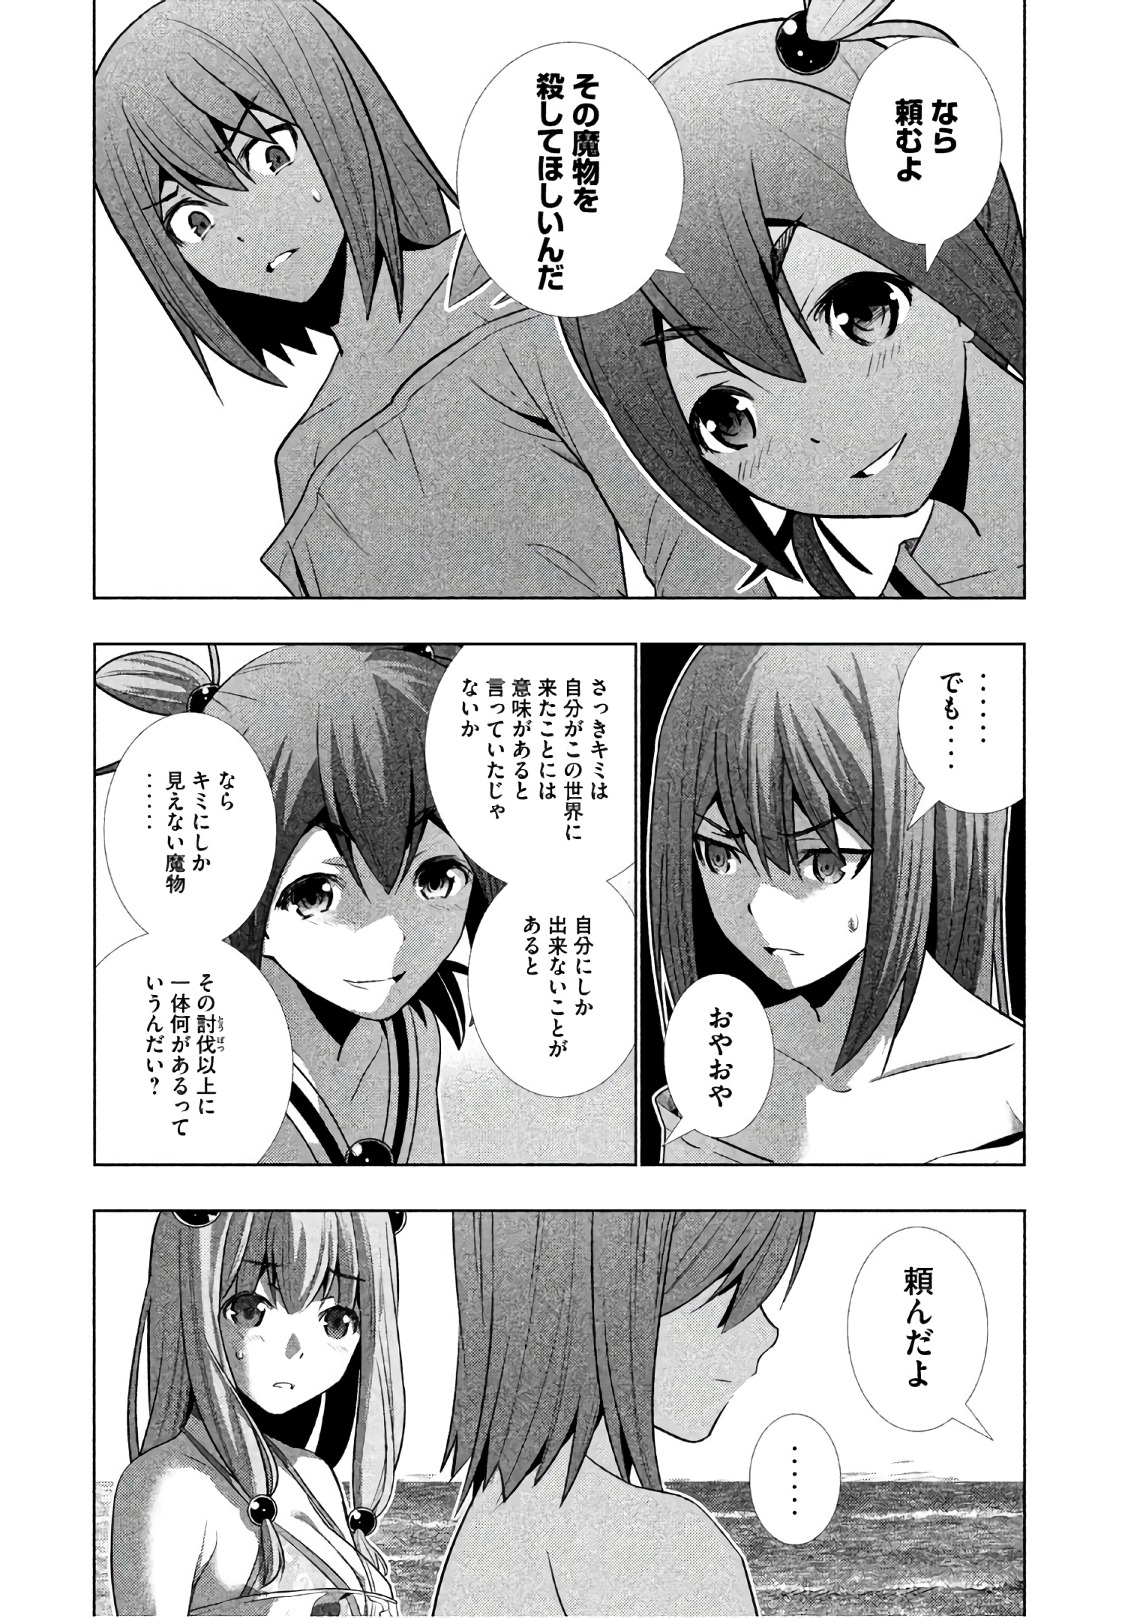 なら
頼むよ
その魔物を
殺してほしいんだ
……
でも‥‥
おやおや
さっきキミは
自分がこの世界に
来たことには
意味があると
言っていたじゃ
ないか
自分にしか
出来ないことが
あると
なら
キミにしか
見えない魔物
……
その討伐以上に
とうばつ
一体何があるって
いうんだい？
頼んだよ
……